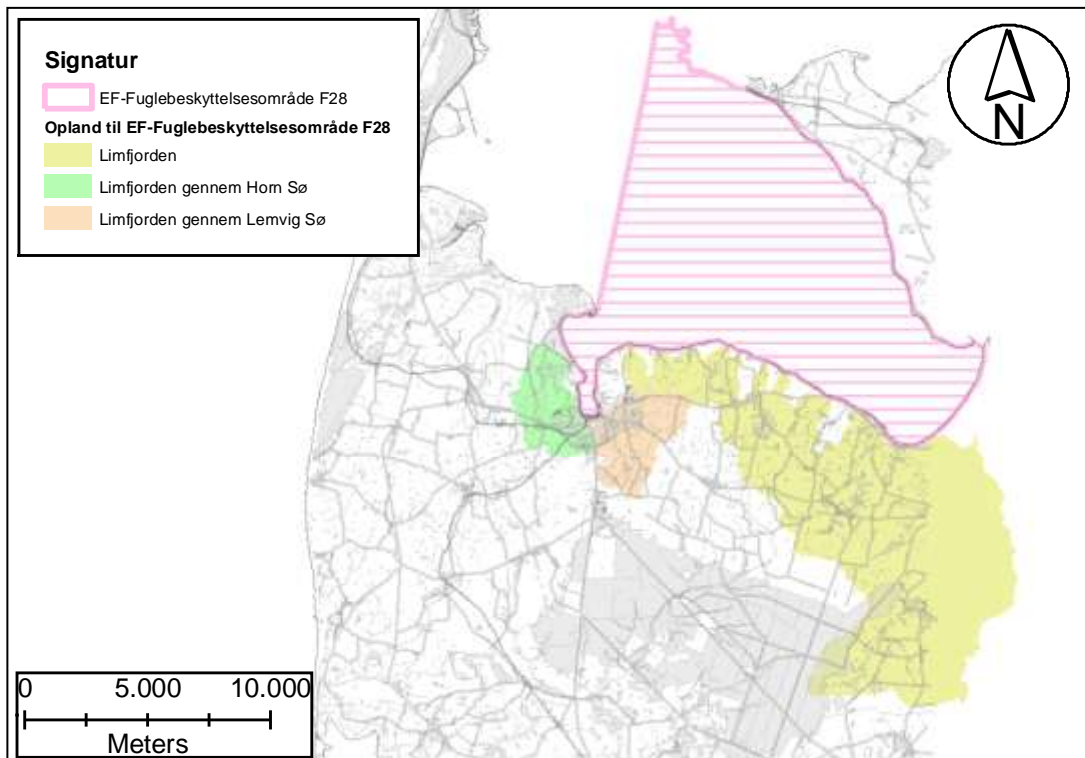 Signatur
EF-Fuglebeskyttelsesområde F28
Opland til EF-Fuglebeskyttelsesområde F28
Limfjorden
Limfjorden gennem Horn Sø
Limfjorden gennem Lemvig Sø
N
0 5.000 10.000
Meters